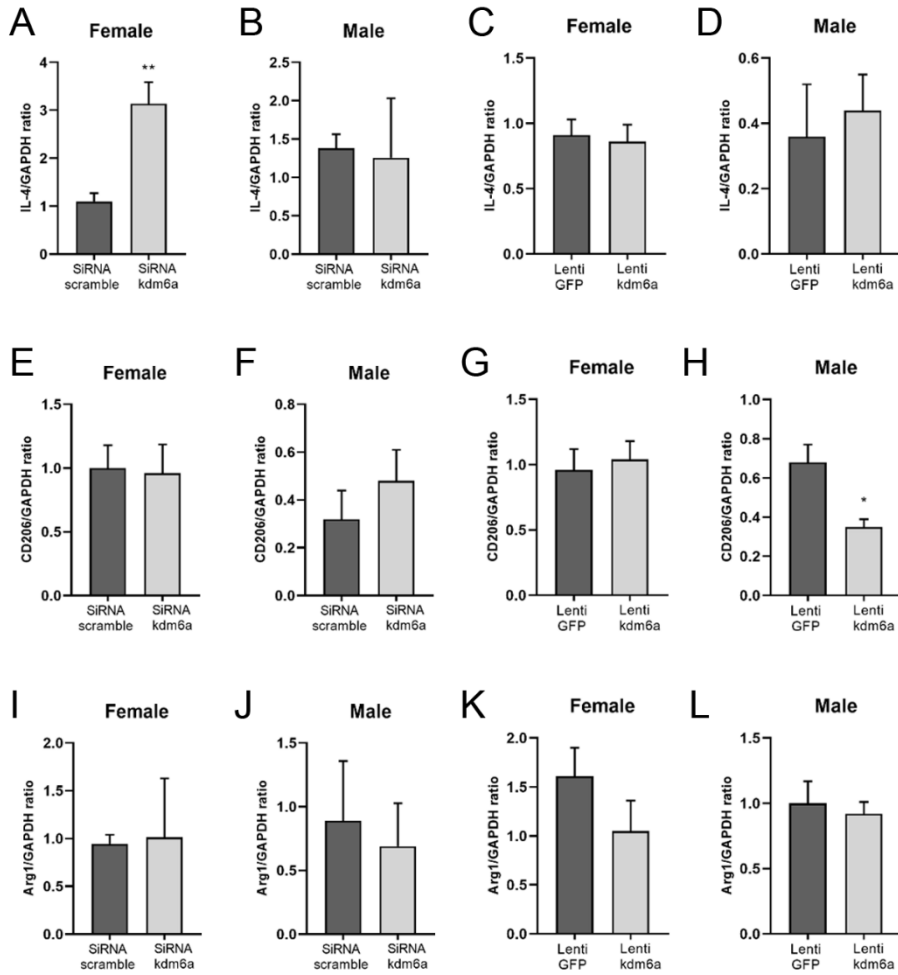 A
Female
IL-4/GAPDH ratio
4
3
2
1
0
**
SiRNA
scramble
SiRNA
kdm6a
B
Male
IL-4/GAPDH ratio
2.5
2.0
1.5
1.0
0.5
0.0
SiRNA
scramble
SiRNA
kdm6a
C
Female
IL-4/GAPDH ratio
1.5
1.0
0.5
0.0
Lenti
GFP
Lenti
kdm6a
D
Male
IL-4/GAPDH ratio
0.6
0.4
0.2
0.0
Lenti
GFP
Lenti
kdm6a
E
Female
CD206/GAPDH ratio
1.5
1.0
0.5
0.0
SiRNA
scramble
SiRNA
kdm6a
F
Male
CD206/GAPDH ratio
0.8
0.6
0.4
0.2
0.0
SiRNA
scramble
SiRNA
kdm6a
G
Female
CD206/GAPDH ratio
1.5
1.0
0.5
0.0
Lenti
GFP
Lenti
kdm6a
H
Male
CD206/GAPDH ratio
1.0
0.8
0.6
0.4
0.2
0.0
*
Lenti
GFP
Lenti
kdm6a
I
Female
Arg1/GAPDH ratio
2.0
1.5
1.0
0.5
0.0
SiRNA
scramble
SiRNA
kdm6a
J
Male
Arg1/GAPDH ratio
1.5
1.0
0.5
0.0
SiRNA
scramble
SiRNA
kdm6a
K
Female
Arg1/GAPDH ratio
2.0
1.5
1.0
0.5
0.0
Lenti
GFP
Lenti
kdm6a
L
Male
Arg1/GAPDH ratio
1.5
1.0
0.5
0.0
Lenti
GFP
Lenti
kdm6a